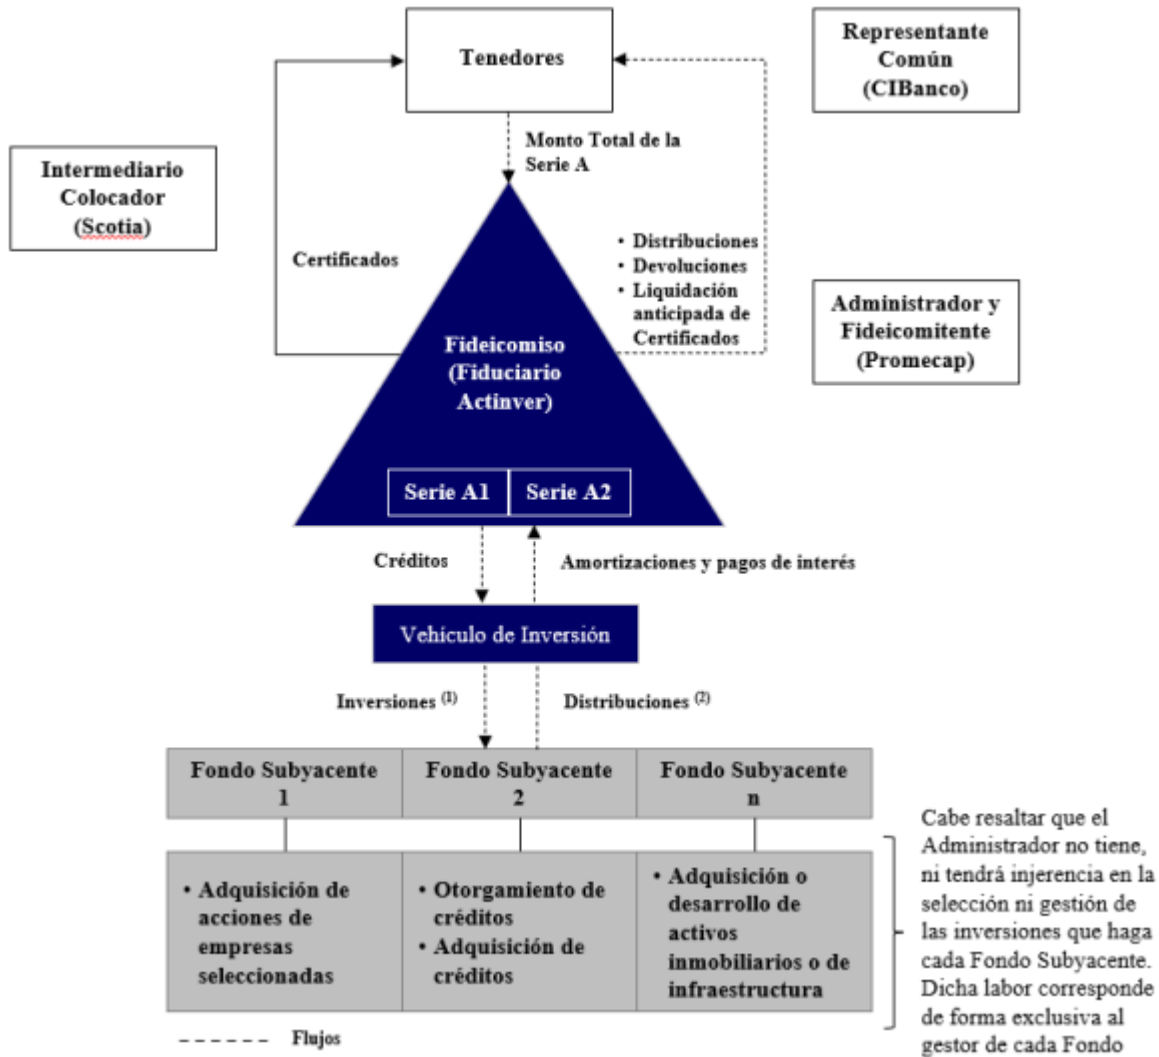 Tenedores
Representante
Común
(CIBanco)
Monto Total de la
Serie A
Intermediario
Colocador
(Scotia)
Certificados
• Distribuciones
• Devoluciones
• Liquidación
anticipada de
Certificados
Administrador y
Fideicomitente
(Promecap)
Fideicomiso
(Fiduciario
Actinver)
Serie A1
Serie A2
Créditos
Amortizaciones y pagos de interés
Vehículo de Inversión
Inversiones (1)
Distribuciones (2)
Fondo Subyacente
1
Fondo Subyacente
2
Fondo Subyacente
n
• Adquisición de
acciones de
empresas
seleccionadas
• Otorgamiento de
créditos
• Adquisición de
créditos
• Adquisición o
desarrollo de
activos
inmobiliarios o de
infraestructura
Cabe resaltar que el
Administrador no tiene,
ni tendrá injerencia en la
selección ni gestión de
las inversiones que haga
cada Fondo Subyacente.
Dicha labor corresponde
de forma exclusiva al
gestor de cada Fondo
Flujos